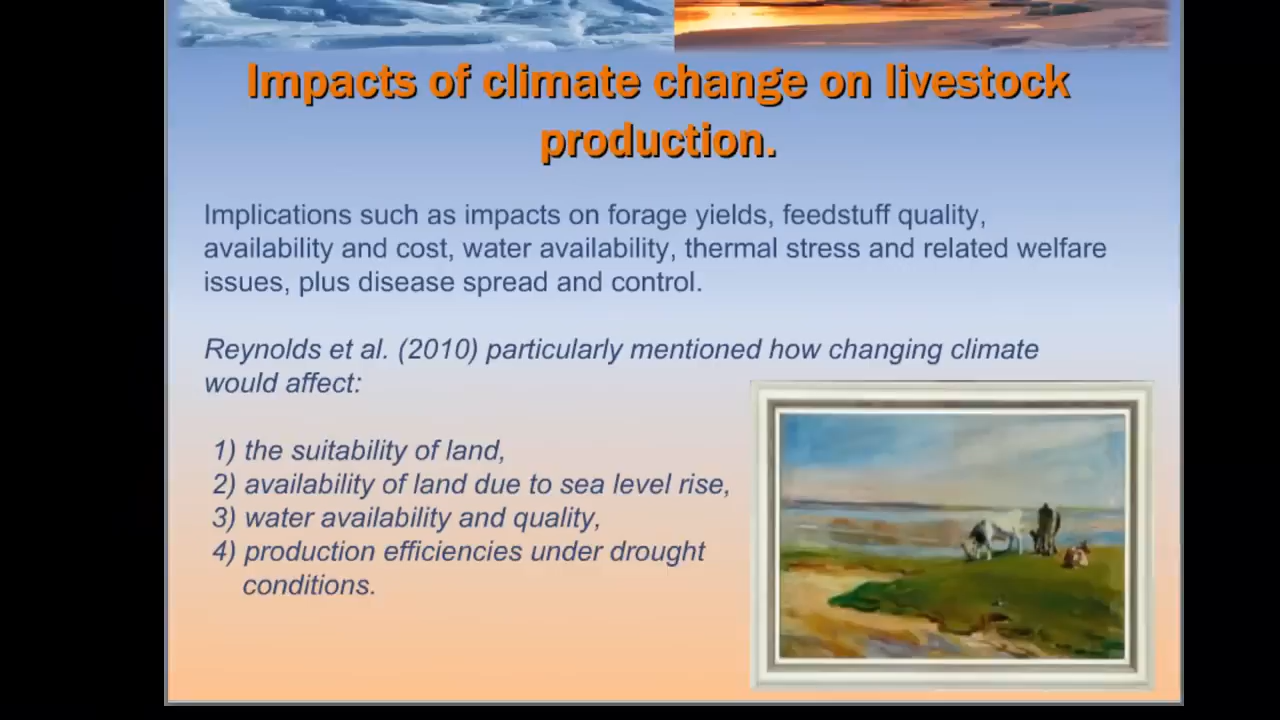 Impacts of climate change on livestock
production.
Implications such as impacts on forage yields, feedstuff quality,
availability and cost, water availability, thermal stress and related welfare
issues, plus disease spread and control.
Reynolds et al. (2010) particularly mentioned how changing climate
would affect:
1) the suitability of land,
2) availability of land due to sea level rise,
3) water availability and quality,
4) production efficiencies under drought
conditions.